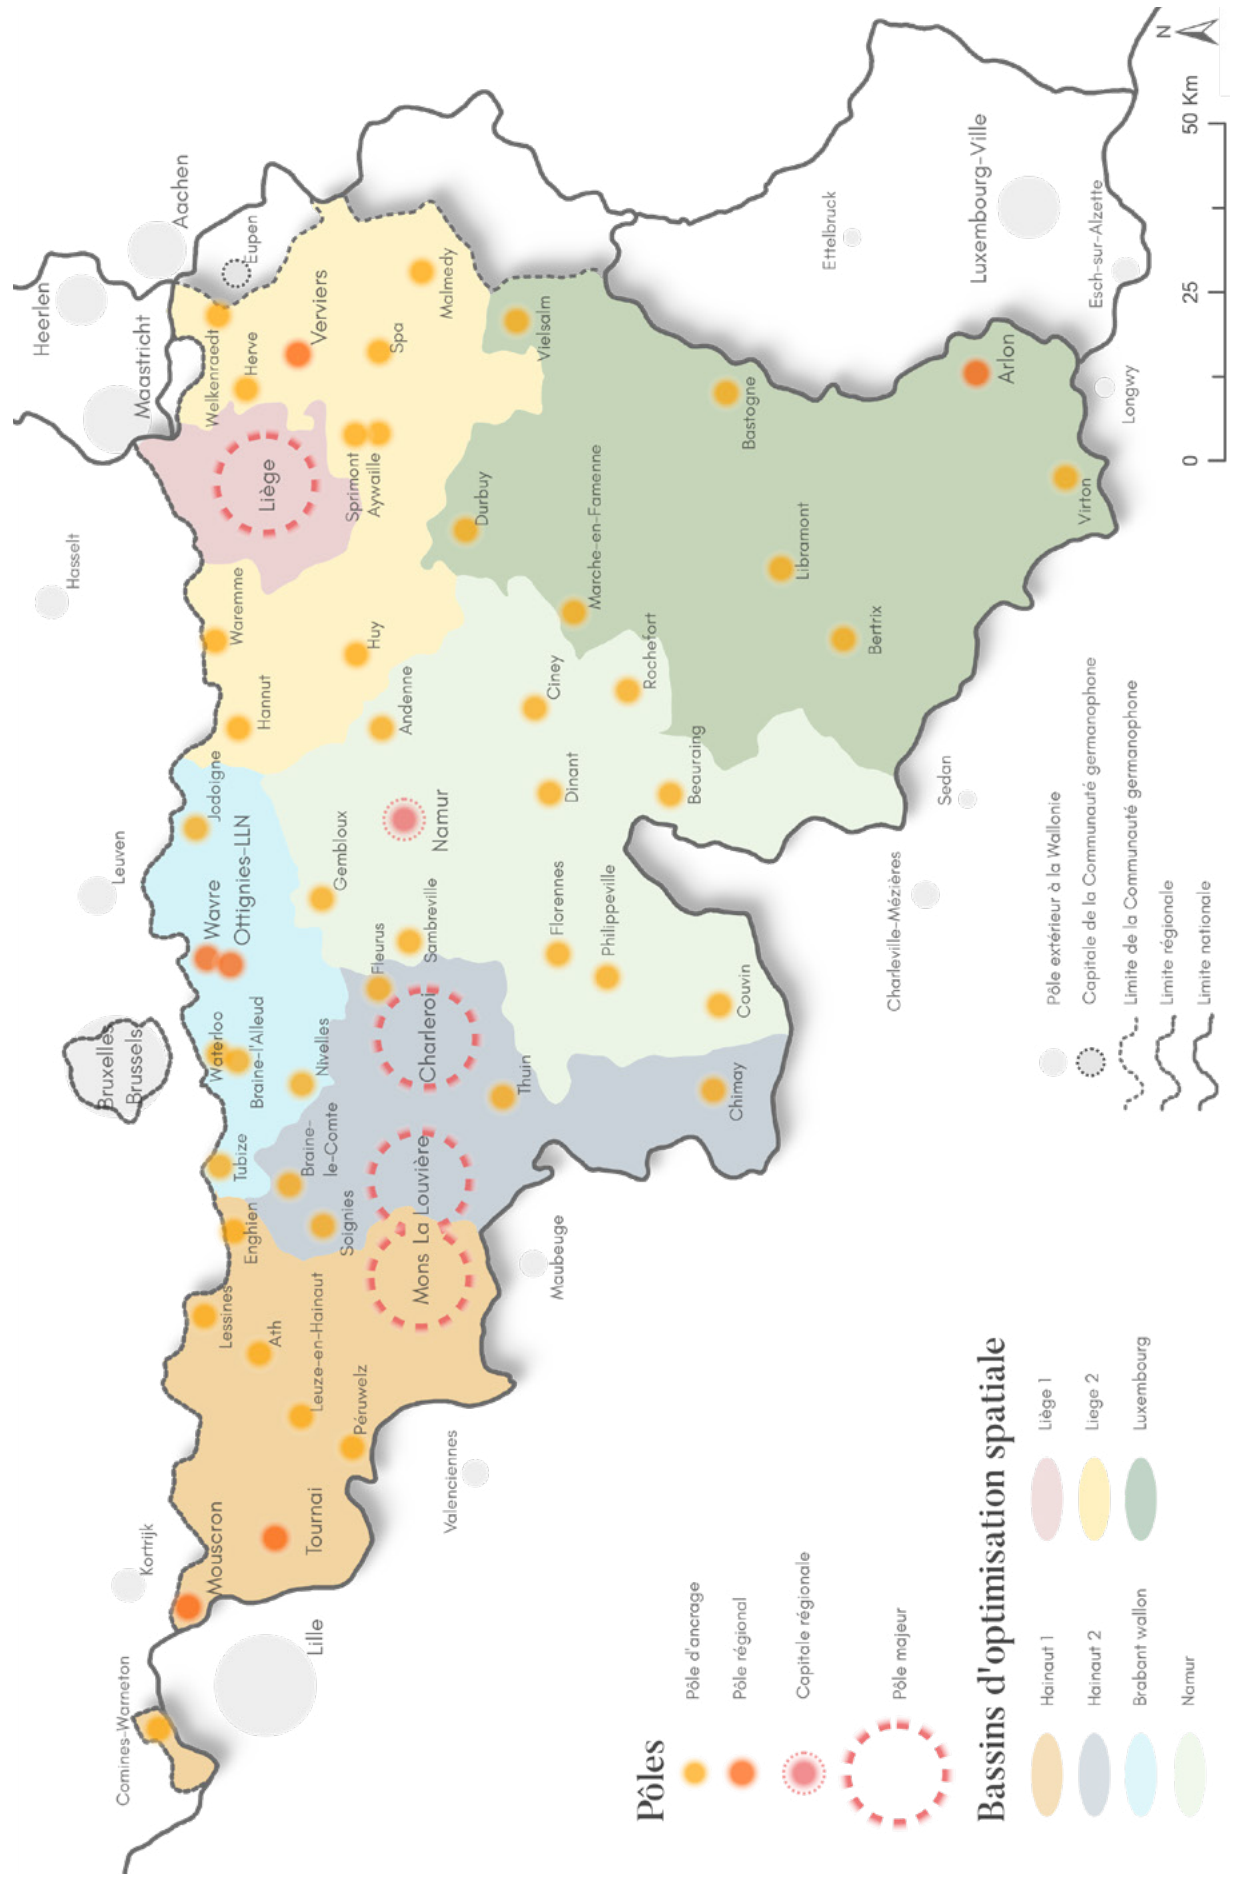 N
Heerlen
Maastricht
Aachen
Hasselt
Leuven
Bruxelles
Brussels
Kortrijk
Lille
Comines-Warneton
Mouscron
Tournai
Lessines
Ath
Leuze-en-Hainaut
Péruwelz
Valenciennes
Enghien
Tubize
Braine-
le-Comte
Soignies
Mons
La Louvière
Maubeuge
Waterloo
Braine-l'Alleud
Nivelles
Wavre
Ottignies-LLN
Jodoigne
Fleurus
Charleroi
Thuin
Chimay
Gembloux
Sambreville
Namur
Andenne
Florennes
Philippeville
Couvin
Dinant
Ciney
Rochefort
Beauraing
Hannut
Waremme
Huy
Liège
Sprimont
Aywaille
Welkenraedt
Herve
Verviers
Spa
Malmedy
Eupen
Vielsalm
Durbuy
Marche-en-Famenne
Bastogne
Libramont
Bertrix
Arlon
Virton
Charleville-Mézières
Sedan
Longwy
Ettelbruck
Luxembourg-Ville
Esch-sur-Alzette
0
25
50 Km
Pôles
Pôle d'ancrage
Pôle régional
Capitale régionale
Pôle majeur
Bassins d'optimisation spatiale
Hainaut 1
Hainaut 2
Brabant wallon
Namur
Liège 1
Liege 2
Luxembourg
Pôle extérieur à la Wallonie
Capitale de la Communauté germanophone
Limite de la Communauté germanophone
Limite régionale
Limite nationale